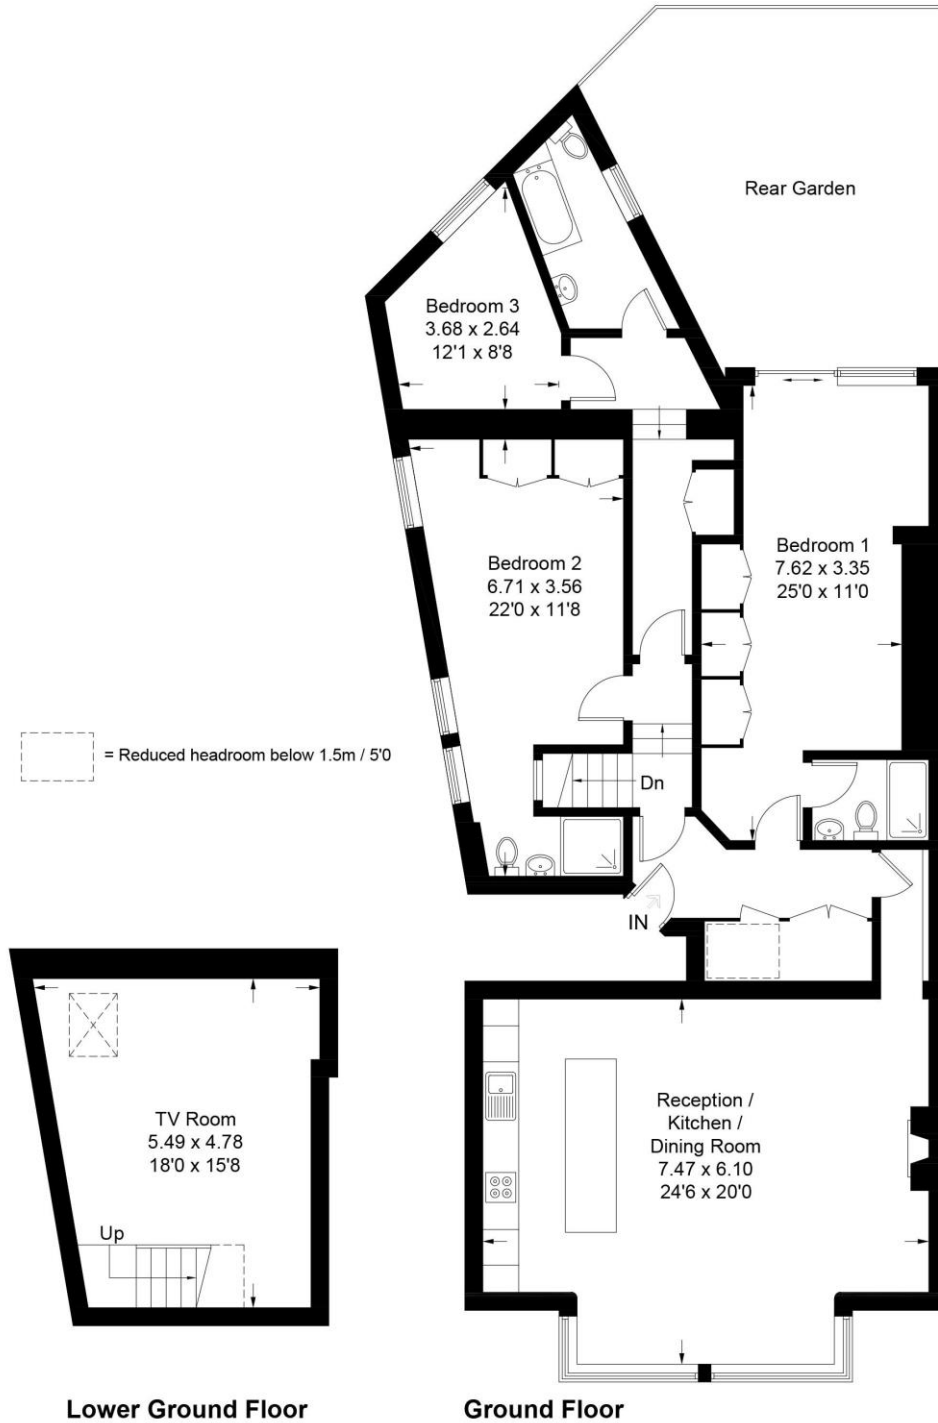 Rear Garden
Bedroom 3
3.68 x 2.64
12'1 x 8'8
Bedroom 2
6.71 x 3.56
22'0 x 11'8
Bedroom 1
7.62 x 3.35
25'0 x 11'0
= Reduced headroom below 1.5m / 5'0
Dn
IN
TV Room
5.49 x 4.78
18'0 x 15'8
Up
Reception /
Kitchen /
Dining Room
7.47 x 6.10
24'6 x 20'0
Lower Ground Floor
Ground Floor